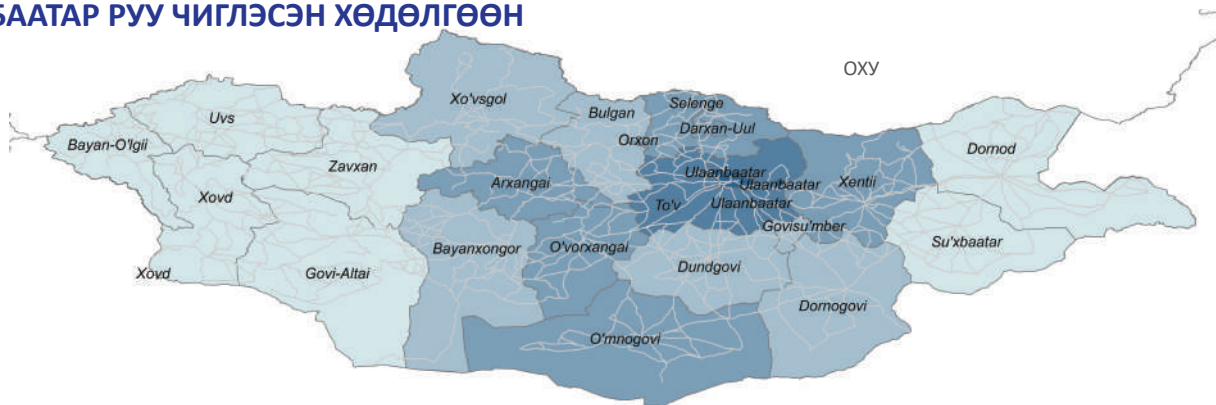 БААТАР РУУ ЧИГЛЭСЭН ХӨДӨЛГӨӨН
ОХУ
Xo'vsgol
Bulgan
Selenge
Uvs
Orxon
Darxan-Uul
Bayan-O'lgii
Dornod
Zavxan
Ulaanbaatar
Arxangai
Ulaanbaatar
Xentii
Xovd
To'v
Ulaanbaatar
Govisu'mber
Bayanxongor
O'vorxangai
Su'xbaatar
Xovd
Govi-Altai
Dundgovi
Dornogovi
O'mnogovi